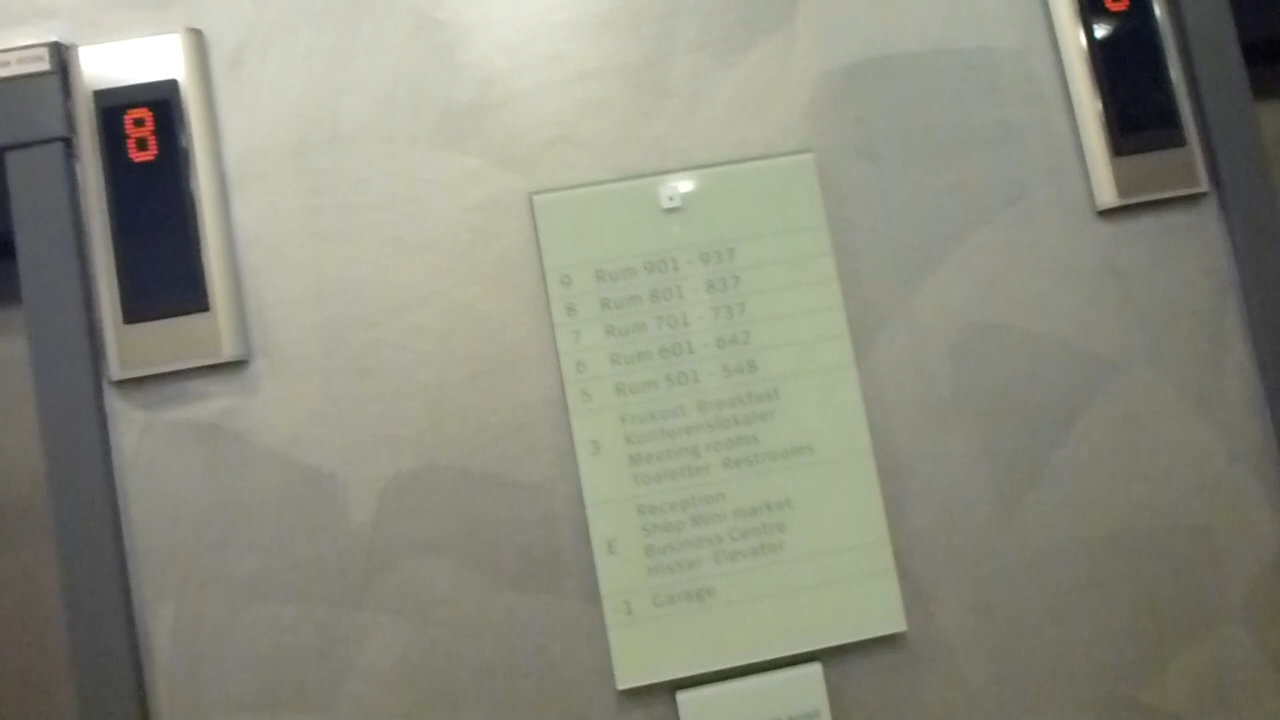 8
9 Rum 901 - 937
8 Rum 801 - 837
7 Rum 701 - 737
6 Rum 601 - 642
5 Rum 501 - 548
Frukost Breakfast
Konferenslokaler
3 Meeting rooms
Toaletter Restrooms
Reception
Shop Mini market
E Business Centre
Hissar Elevator
-1 Garage